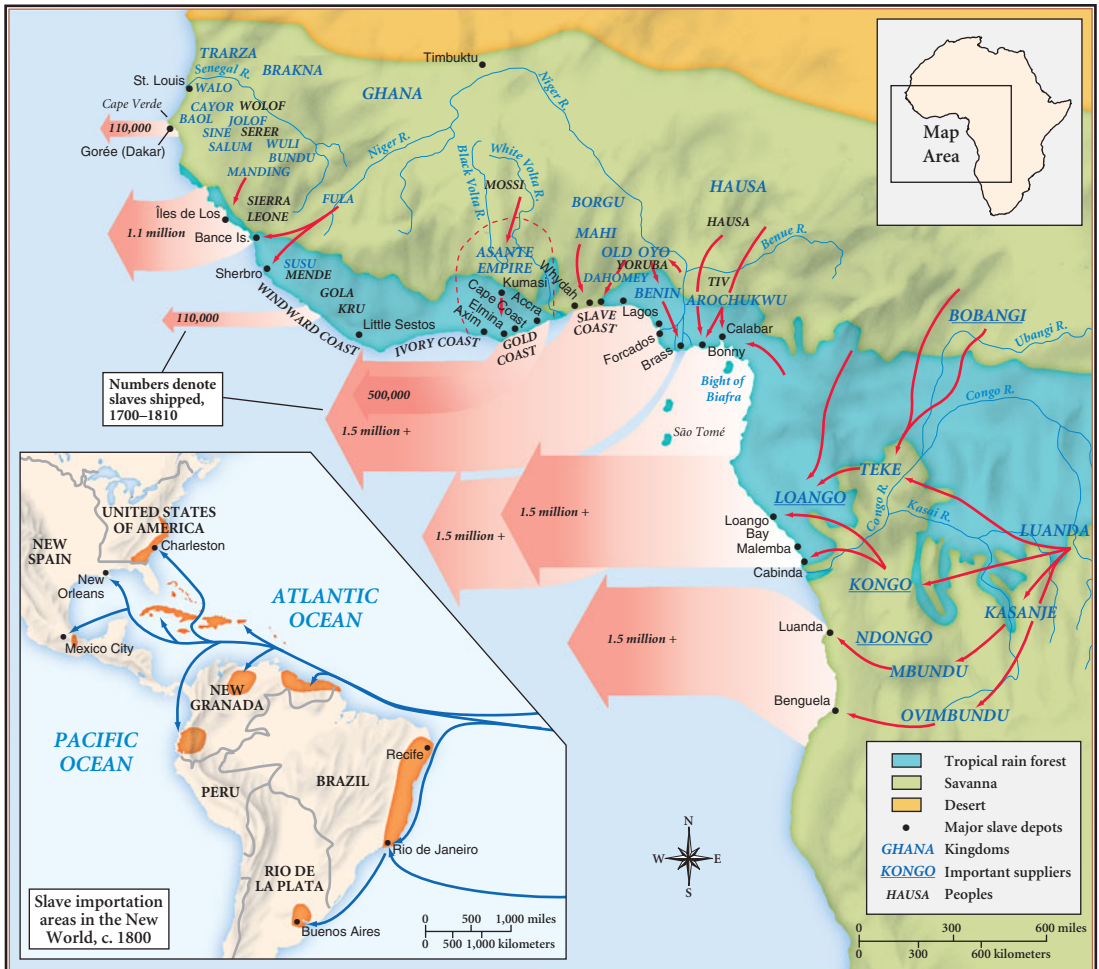 TRARZA
Senegal R.
BRAKNA
St. Louis
WALO
Cape Verde
CAYOR
WOLOF
BAOL
JOLOF
110,000
SINE
SERER
Gorée (Dakar)
SALUM
WULI
BUNDU
MANDING
Timbuktu
GHANA
Niger R.
Niger R.
Black Volta R.
White Volta R.
MOSSI
HAUSA
BORGU
HAUSA
Benue R.
Map
Area
SIERRA
LEONE
FULA
Îles de Los
1.1 million
Bance Is.
Sherbro
SUSU
MENDE
GOLA
KRU
WINDWARD COAST
110,000
Little Sestos
IVORY COAST
ASANTE
EMPIRE
Kumasi
Cape Coast
Accra
Elmina
Axim
GOLD
COAST
MAHI
OLD OYO
YORUBA
DAHOMEY
Whydah
BENIN
TIV
AROCHUKWU
SLAVE
COAST
Lagos
Forcados
Brass
Calabar
Bonny
Bight of
Biafra
São Tomé
BOBANGI
Ubangi R.
Congo R.
Numbers denote
slaves shipped,
1700–1810
500,000
1.5 million +
1.5 million +
1.5 million +
1.5 million +
TEKE
LOANGO
Congo R.
Kasai R.
Loango
Bay
Malemba
Cabinda
LUANDA
KONGO
KASANJE
Luanda
NDONGO
MBUNDU
Benguela
OVIMBUNDU
UNITED STATES
OF AMERICA
NEW
SPAIN
Charleston
New
Orleans
ATLANTIC
OCEAN
Mexico City
NEW
GRANADA
PACIFIC
OCEAN
Recife
PERU
BRAZIL
Rio de Janeiro
RIO DE
LA PLATA
Buenos Aires
Slave importation
areas in the New
World, c. 1800
0 500 1,000 miles
0 500 1,000 kilometers
N
W E
S
Tropical rain forest
Savanna
Desert
Major slave depots
GHANA Kingdoms
KONGO Important suppliers
HAUSA Peoples
0 300 600 miles
0 300 600 kilometers